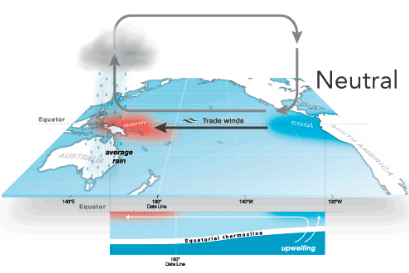 Neutral
Equator
warm
Trade winds
cool
average
rain
AUSTRALIA
SOUTH AMERICA
140°E
180°
Date Line
140°W
100°W
Equator
Equatorial thermocline
upwelling
180°
Date Line